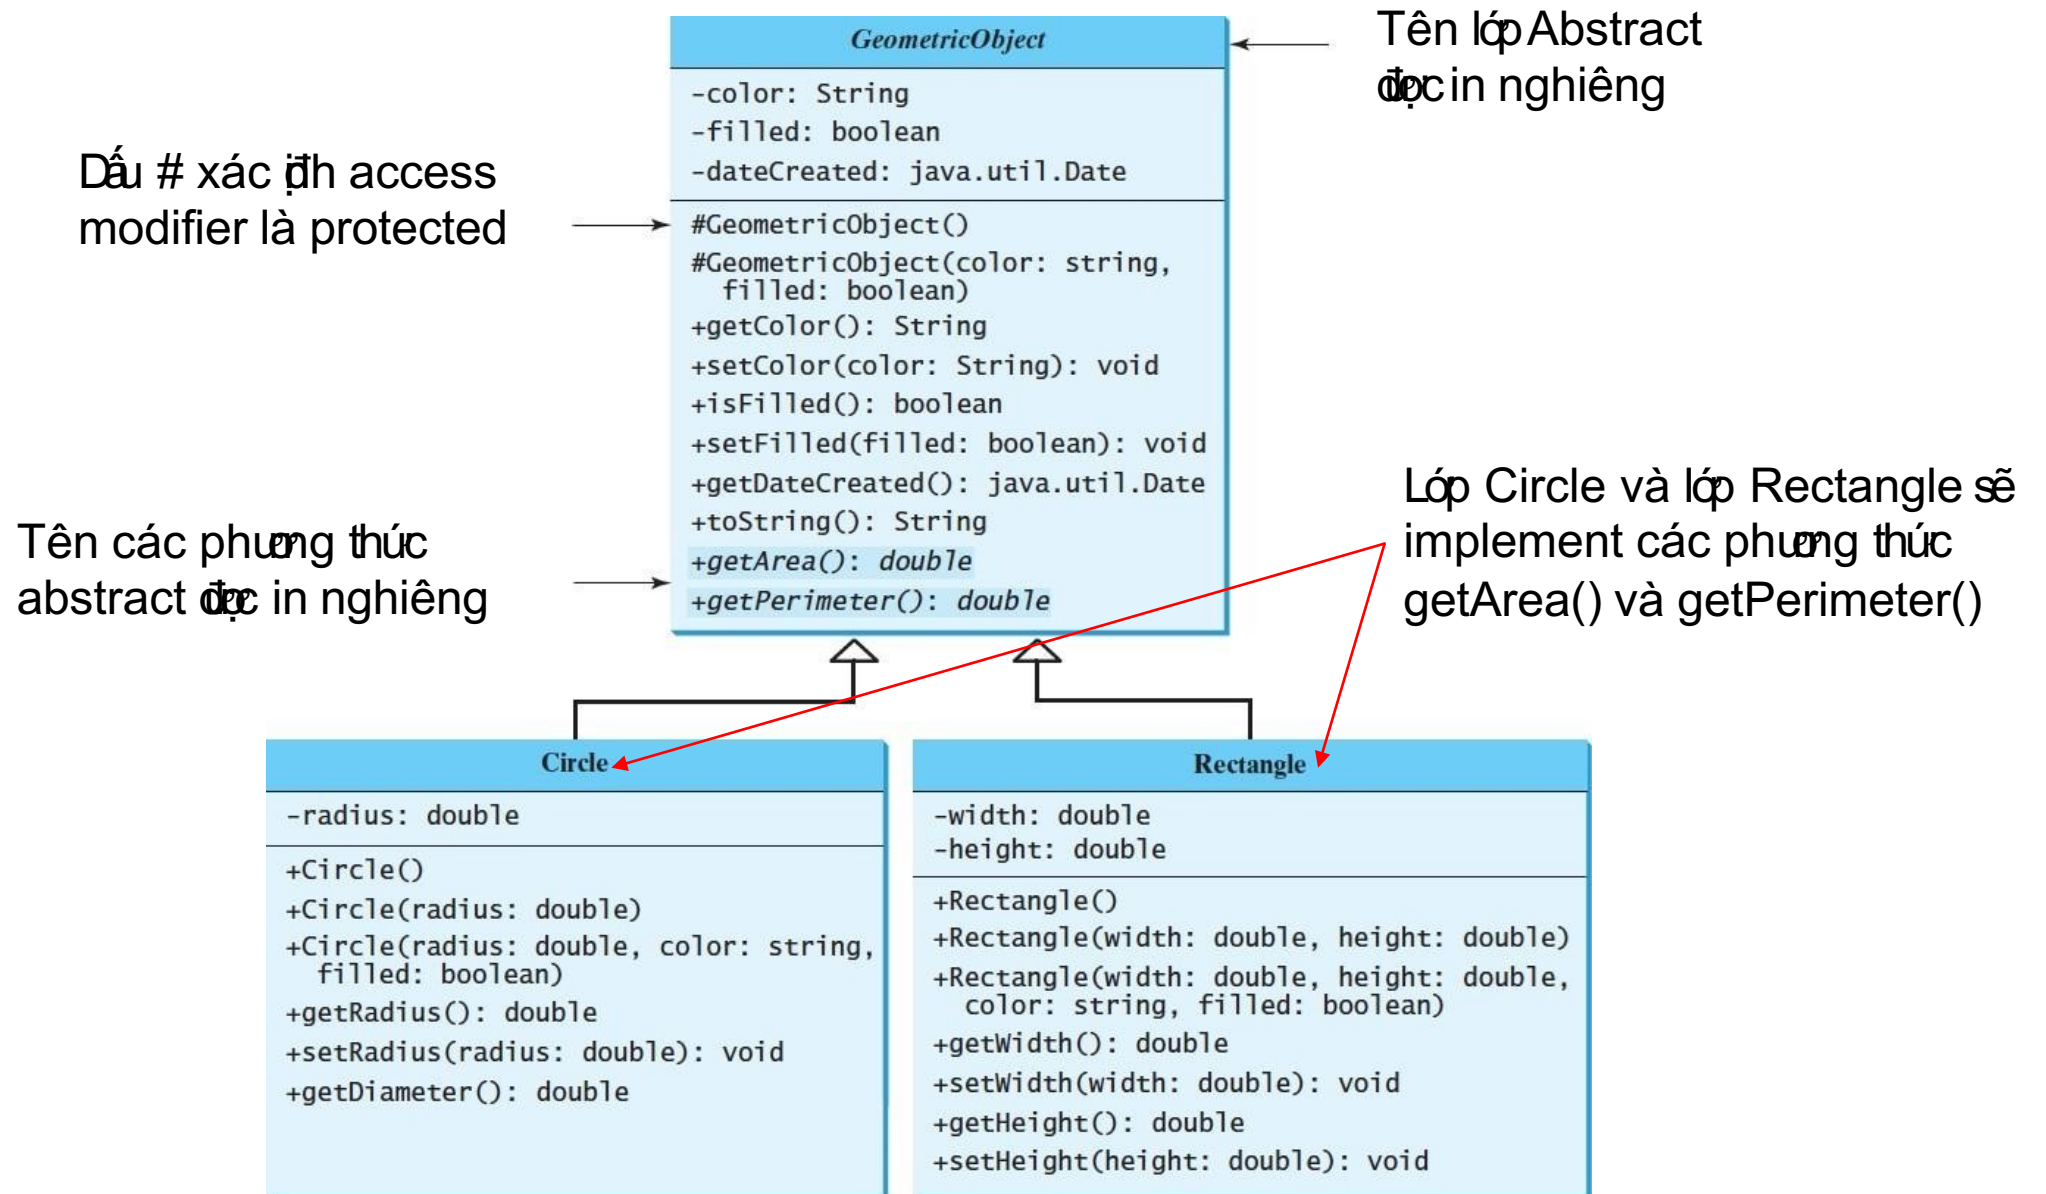 GeometricObject
-color: String
-filled: boolean
-dateCreated: java.util.Date
#GeometricObject()
#GeometricObject(color: string,
filled: boolean)
+getColor(): String
+setColor(color: String): void
+isFilled(): boolean
+setFilled(filled: boolean): void
+getDateCreated(): java.util.Date
+toString(): String
+getArea(): double
+getPerimeter(): double
Tên lớp Abstract
được in nghiêng
Dấu # xác định access
modifier là protected
Tên các phương thức
abstract được in nghiêng
Lớp Circle và lớp Rectangle sẽ
implement các phương thức
getArea() và getPerimeter()
Circle
-radius: double
+Circle()
+Circle(radius: double)
+Circle(radius: double, color: string,
filled: boolean)
+getRadius(): double
+setRadius(radius: double): void
+getDiameter(): double
Rectangle
-width: double
-height: double
+Rectangle()
+Rectangle(width: double, height: double)
+Rectangle(width: double, height: double,
color: string, filled: boolean)
+getWidth(): double
+setWidth(width: double): void
+getHeight(): double
+setHeight(height: double): void